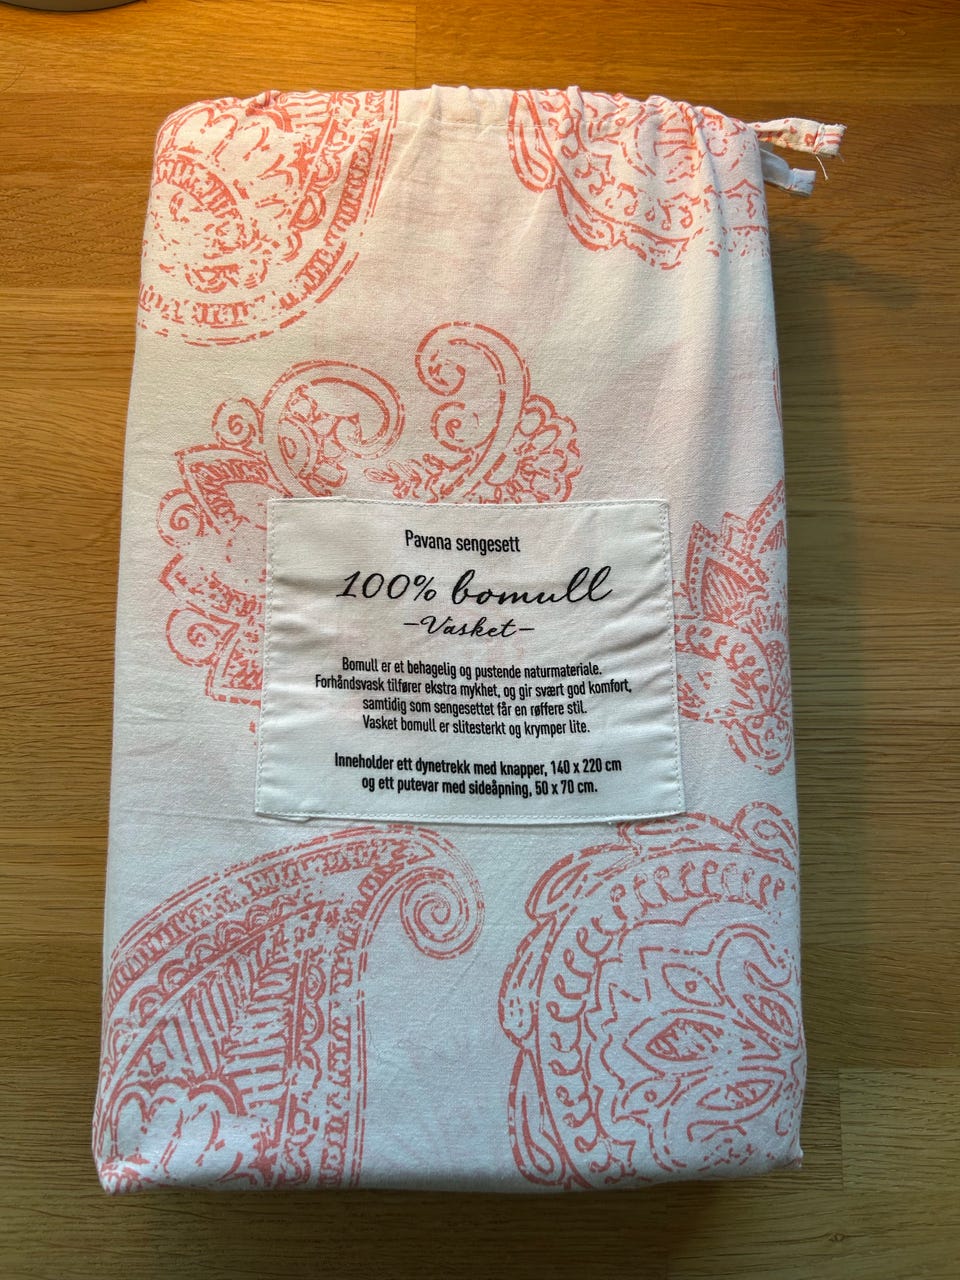 Pavana sengesett
100% bomull
–Vasket–
Bomull er et behagelig og pustende naturmateriale.
Forhåndsvask tilfører ekstra mykhet, og gir svært god komfort,
samtidig som sengesettet får en røffere stil.
Vasket bomull er slitesterkt og krymper lite.
Inneholder ett dynetrekk med knapper, 140 x 220 cm
og ett putevar med sideåpning, 50 x 70 cm.